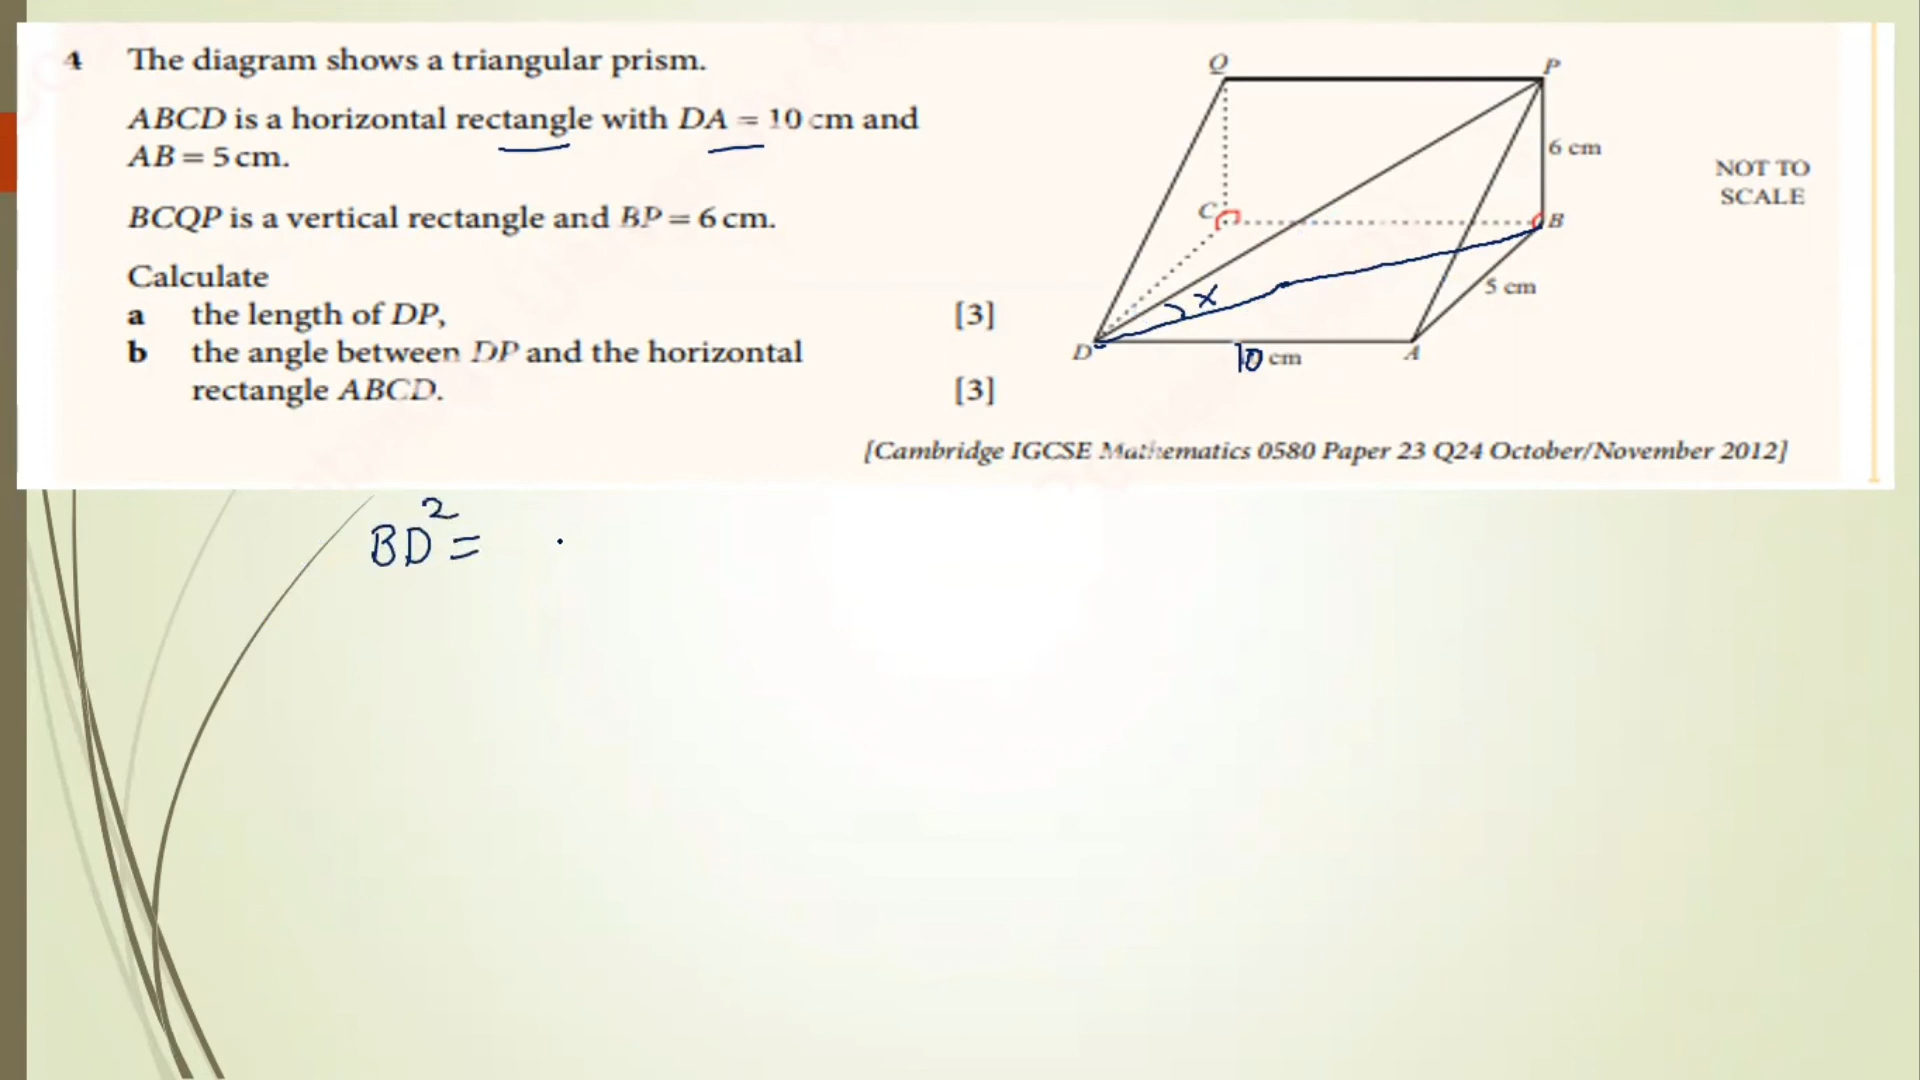 4 The diagram shows a triangular prism.
ABCD is a horizontal rectangle with DA = 10 cm and
AB = 5 cm.
BCQP is a vertical rectangle and BP = 6 cm.
Calculate
a the length of DP, [3]
b the angle between DP and the horizontal
rectangle ABCD. [3]
Q
P
6 cm
NOT TO
SCALE
C
B
x
5 cm
D
10 cm
A
[Cambridge IGCSE Mathematics 0580 Paper 23 Q24 October/November 2012]
BD² =